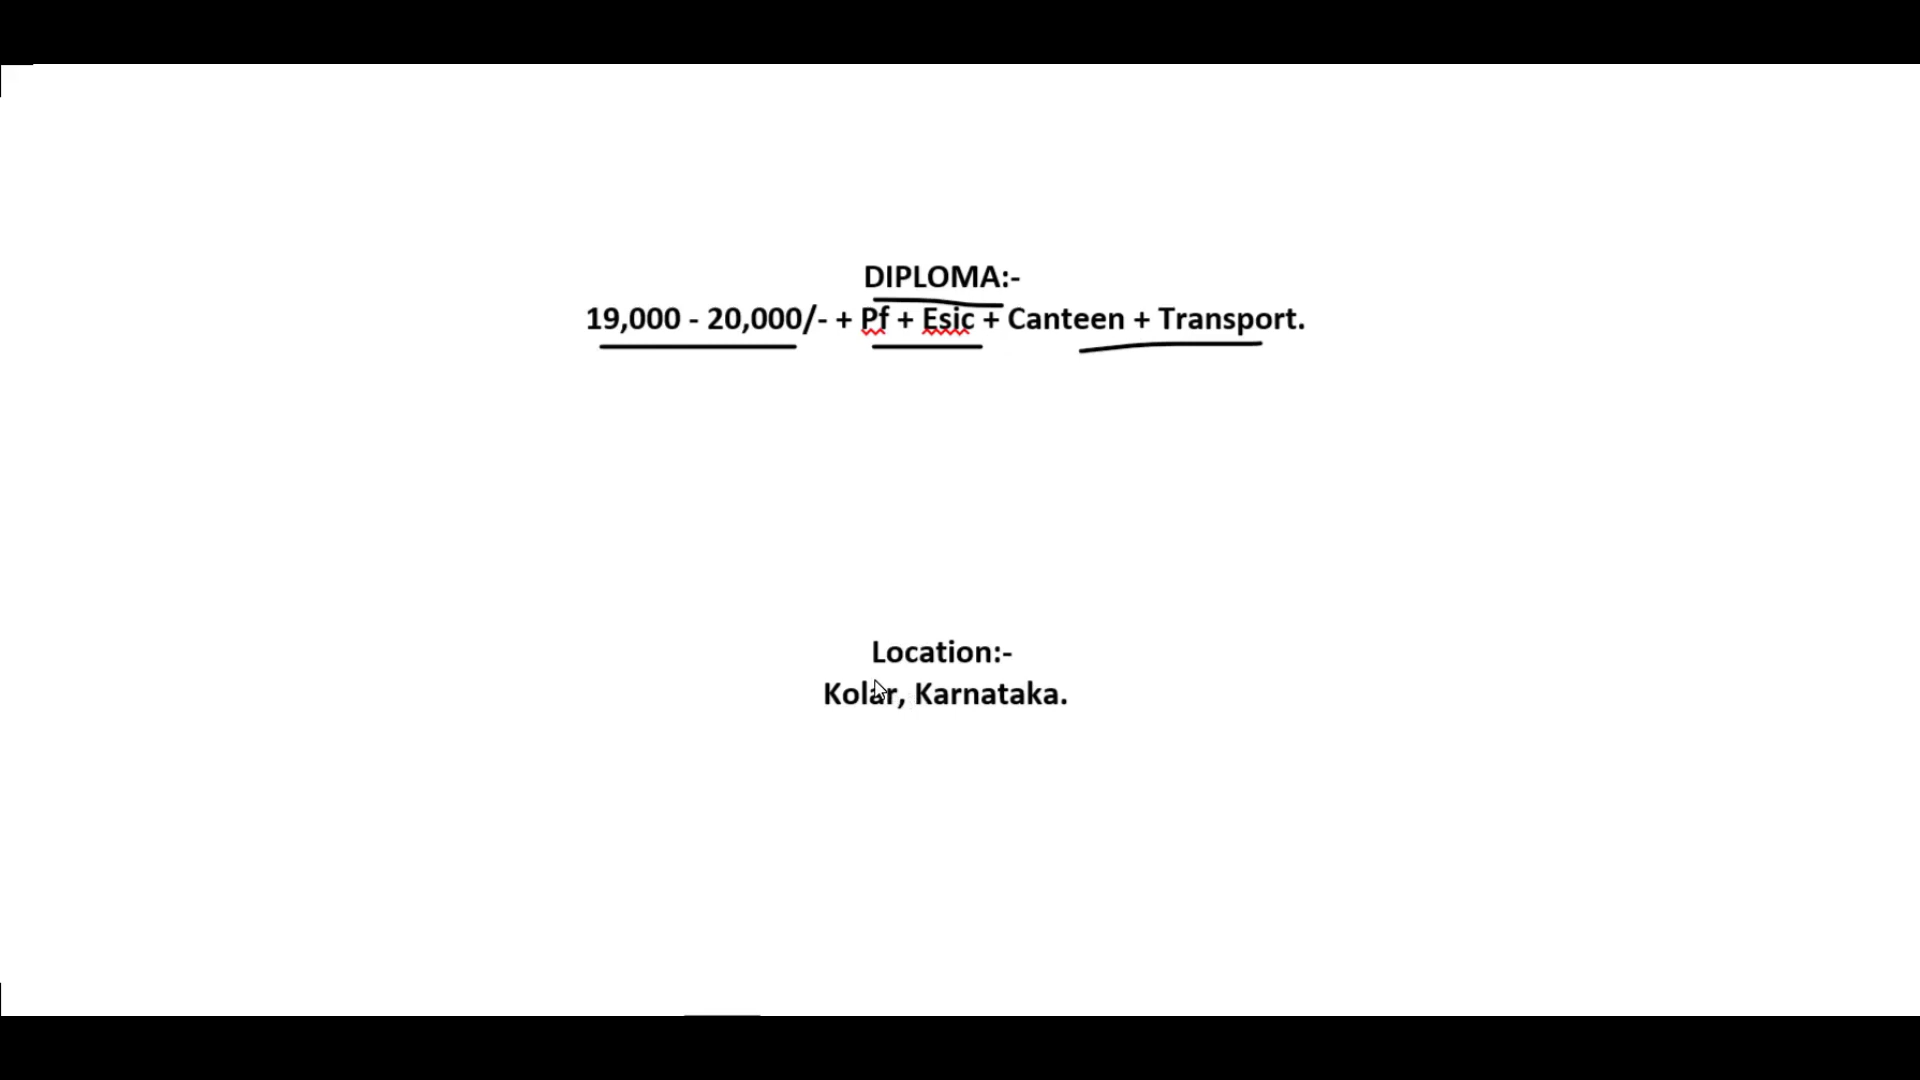 DIPLOMA:-
19,000 - 20,000/- + Pf + Esic + Canteen + Transport.
Location:-
Kolar, Karnataka.